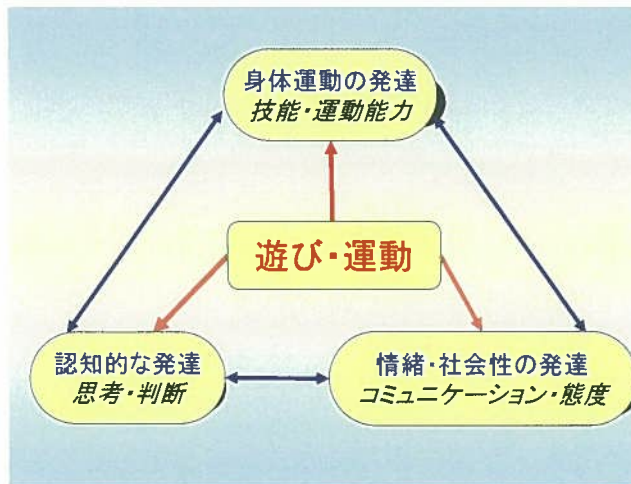 身体運動の発達
技能・運動能力
遊び・運動
認知的な発達
思考・判断
情緒・社会性の発達
コミュニケーション・態度